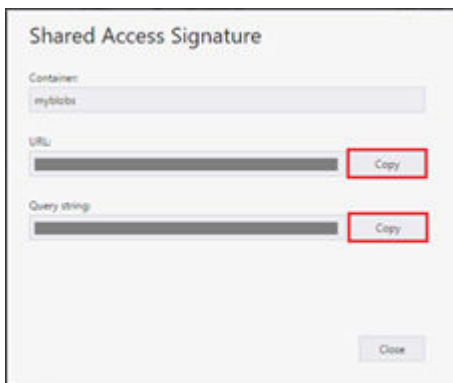 Shared Access Signature
Container:
myblobs
URL:
Copy
Query string:
Copy
Close